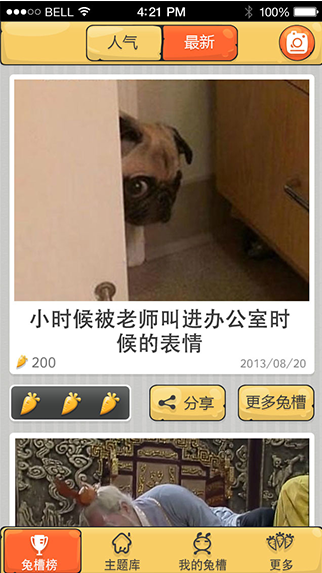 BELL 4:21 PM 100%
人气 最新
小时候被老师叫进办公室时
候的表情
200 2013/08/20
分享 更多兔槽
兔槽榜 主题库 我的兔槽 更多